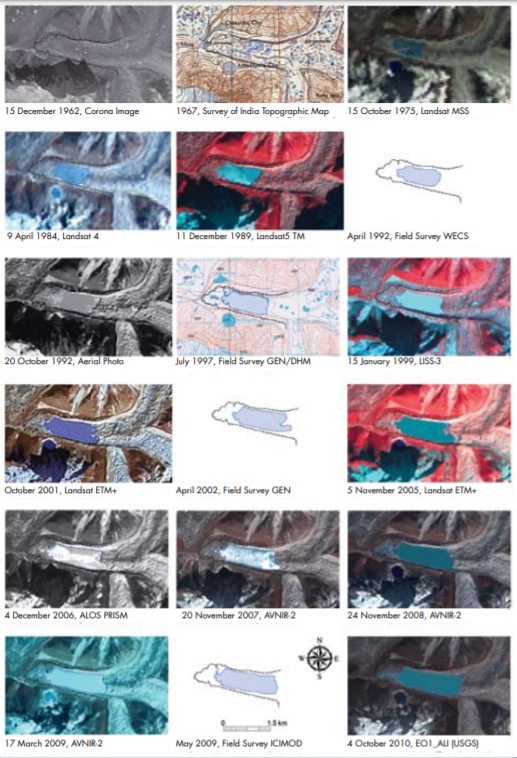 15 December 1962, Corona Image
1967, Survey of India Topographic Map
15 October 1975, Landsat MSS
9 April 1984, Landsat 4
11 December 1989, Landsat5 TM
April 1992, Field Survey WECS
20 October 1992, Aerial Photo
July 1997, Field Survey GEN/DHM
15 January 1999, LISS-3
October 2001, Landsat ETM+
April 2002, Field Survey GEN
5 November 2005, Landsat ETM+
4 December 2006, ALOS PRISM
20 November 2007, AVNIR-2
24 November 2008, AVNIR-2
N
W E
S
0 1.5 km
17 March 2009, AVNIR-2
May 2009, Field Survey ICIMOD
4 October 2010, EO1_ALI (USGS)